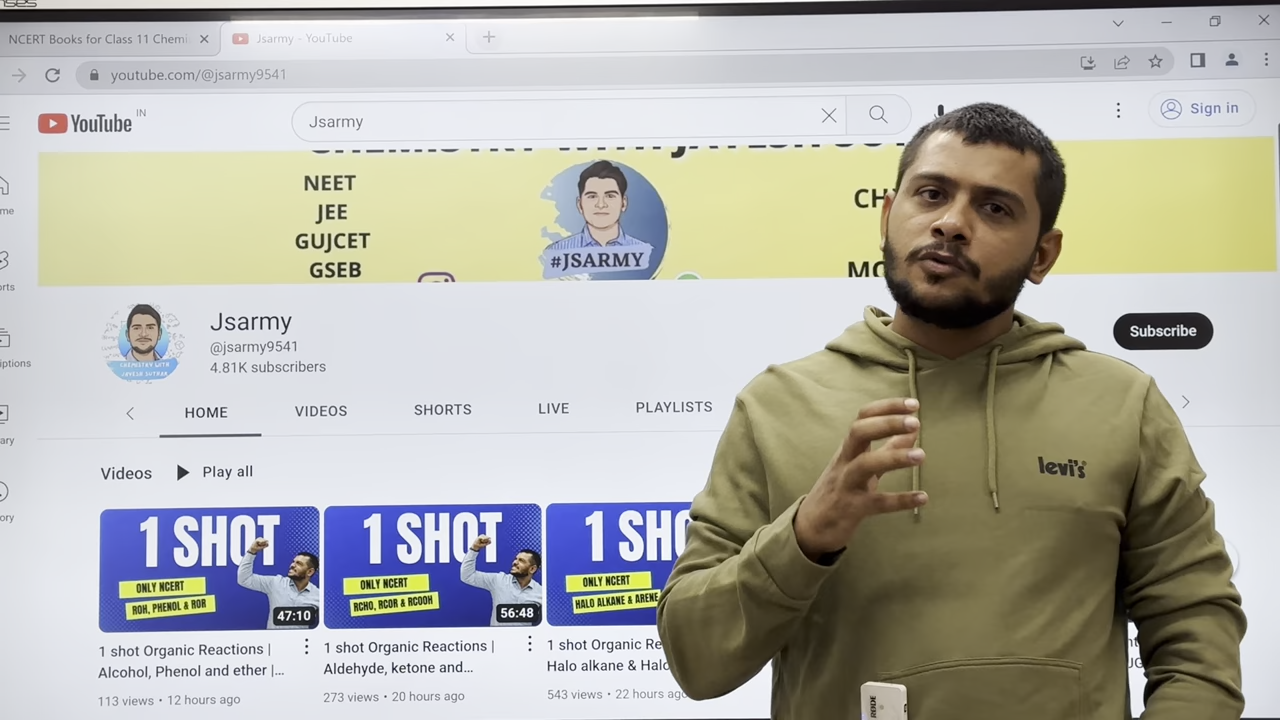 NCERT Books for Class 11 Chemi
Jsarmy - YouTube
youtube.com/@jsarmy9541
YouTube IN
Jsarmy
Sign in
NEET
JEE
GUJCET
GSEB
#JSARMY
CHEMISTRY WITH
Jsarmy
@jsarmy9541
4.81K subscribers
Subscribe
HOME
VIDEOS
SHORTS
LIVE
PLAYLISTS
levi's
Videos
Play all
1 SHOT
ONLY NCERT
ROH, PHENOL & ROR
47:10
1 SHOT
ONLY NCERT
RCHO, RCOR & RCOOH
56:48
1 SHO
ONLY NCERT
HALO ALKANE & ARENE
1 shot Organic Reactions |
Alcohol, Phenol and ether |...
113 views • 12 hours ago
1 shot Organic Reactions |
Aldehyde, ketone and...
273 views • 20 hours ago
1 shot Organic
Halo alkane & Halo
543 views • 22 hours ago
RØDE